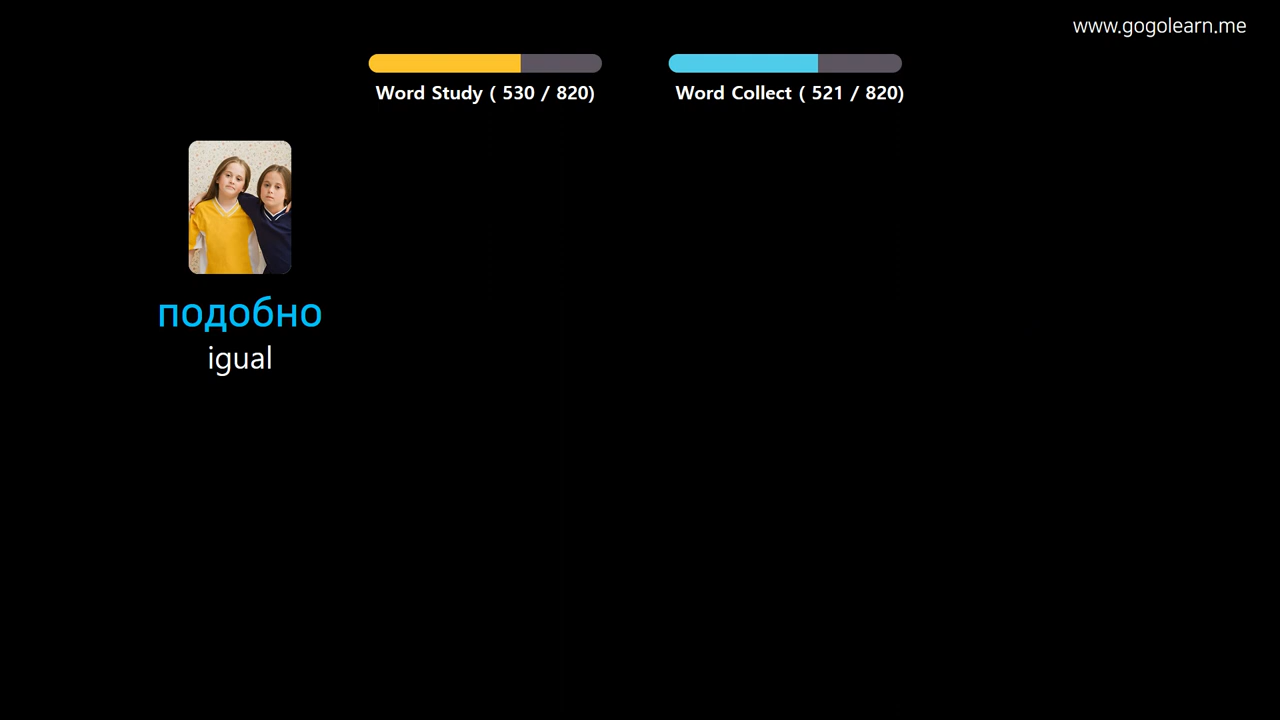 www.gogolearn.me
Word Study ( 530 / 820)
Word Collect ( 521 / 820)
подобно
igual